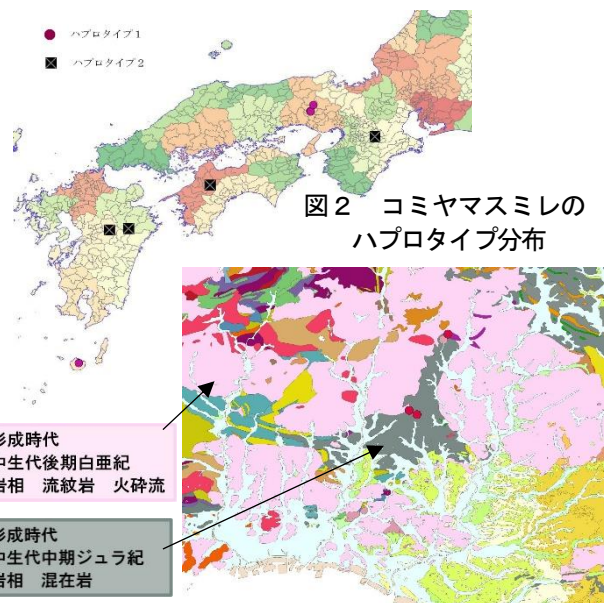 ハプロタイプ１
ハプロタイプ２
図２ コミヤマスミレの
ハプロタイプ分布
形成時代
中生代後期白亜紀
岩相 流紋岩 火砕流
形成時代
中生代中期ジュラ紀
岩相 混在岩